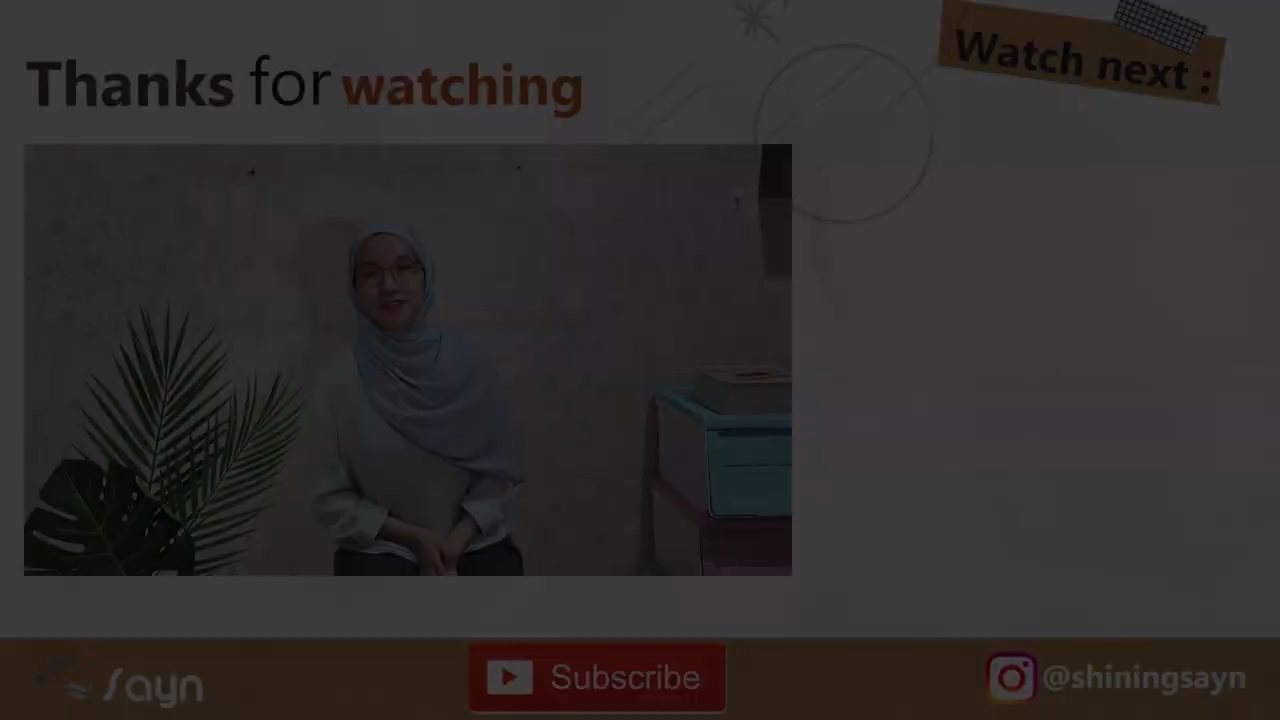 Thanks for watching
Watch next :
Sayn
Subscribe
@shiningsayn